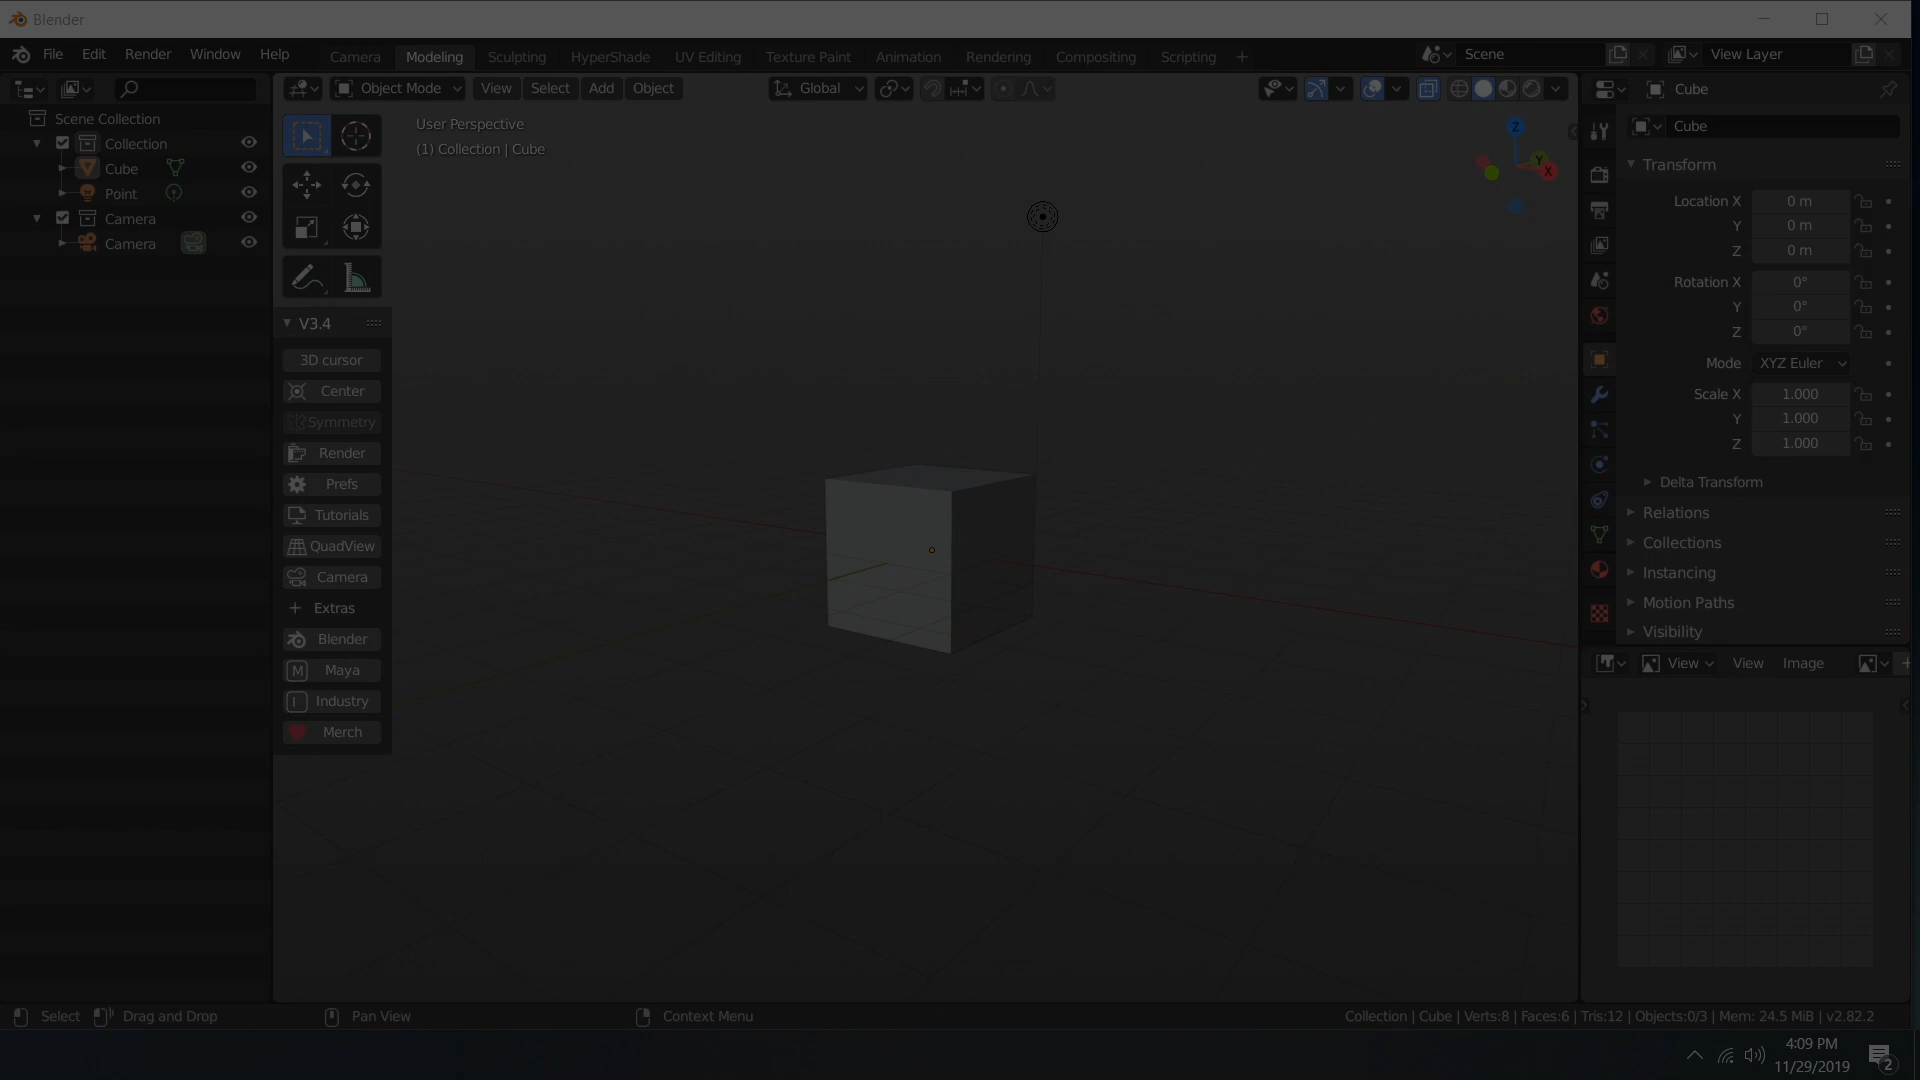 Blender
File Edit Render Window Help
Camera Modeling Sculpting HyperShade UV Editing Texture Paint Animation Rendering Compositing Scripting +
Scene
View Layer
Object Mode View Select Add Object
Global
Cube
Scene Collection
Collection
Cube
Point
Camera
Camera
User Perspective
(1) Collection | Cube
Z
Y
X
V3.4
3D cursor
Center
Symmetry
Render
Prefs
Tutorials
QuadView
Camera
Extras
Blender
M Maya
I Industry
Merch
Cube
Transform
Location X 0 m
Y 0 m
Z 0 m
Rotation X 0°
Y 0°
Z 0°
Mode XYZ Euler
Scale X 1.000
Y 1.000
Z 1.000
Delta Transform
Relations
Collections
Instancing
Motion Paths
Visibility
View View Image
Select Drag and Drop Pan View Context Menu
Collection | Cube | Verts:8 | Faces:6 | Tris:12 | Objects:0/3 | Mem: 24.5 MiB | v2.82.2
4:09 PM
11/29/2019
2